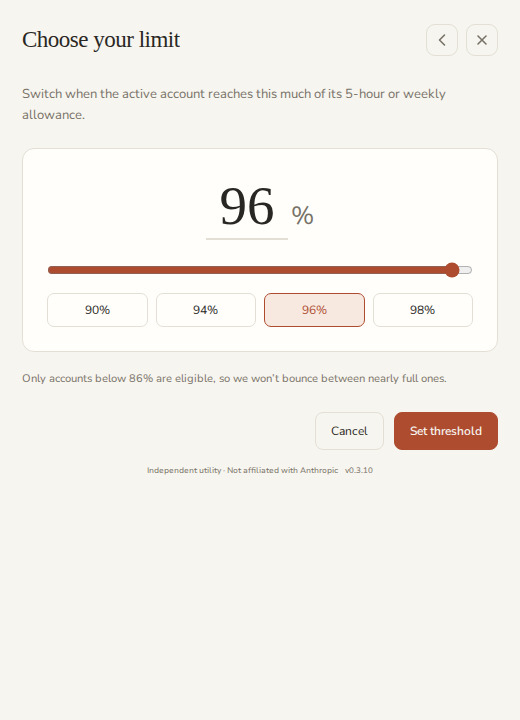 Choose your limit
Switch when the active account reaches this much of its 5-hour or weekly
allowance.
96 %
90%
94%
96%
98%
Only accounts below 86% are eligible, so we won’t bounce between nearly full ones.
Cancel
Set threshold
Independent utility · Not affiliated with Anthropic v0.3.10